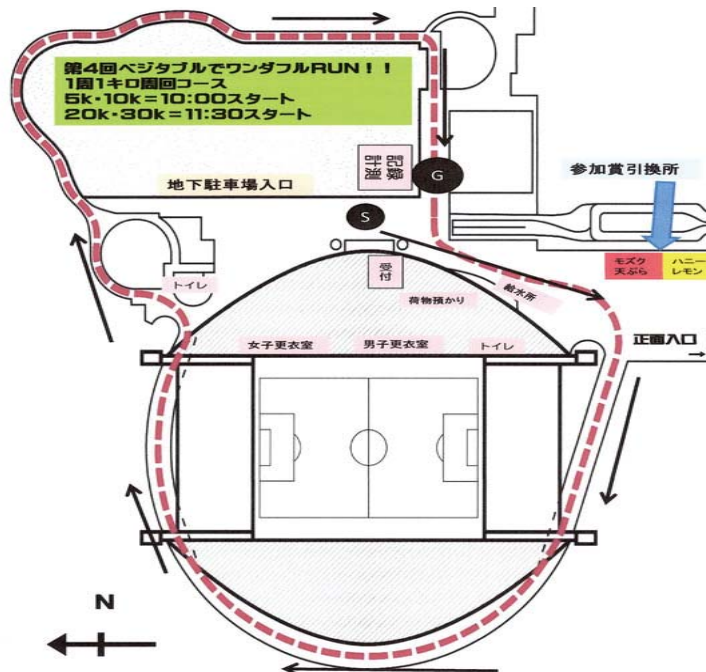 第4回ベジタブルでワンダフルRUN！！
1周1キロ周回コース
5k・10k＝10:00スタート
20k・30k＝11:30スタート
記録
計測
G
参加賞引換所
地下駐車場入口
S
モズク
天ぷら
ハニー
レモン
受付
トイレ
荷物預かり
給水所
女子更衣室
男子更衣室
トイレ
正面入口
N